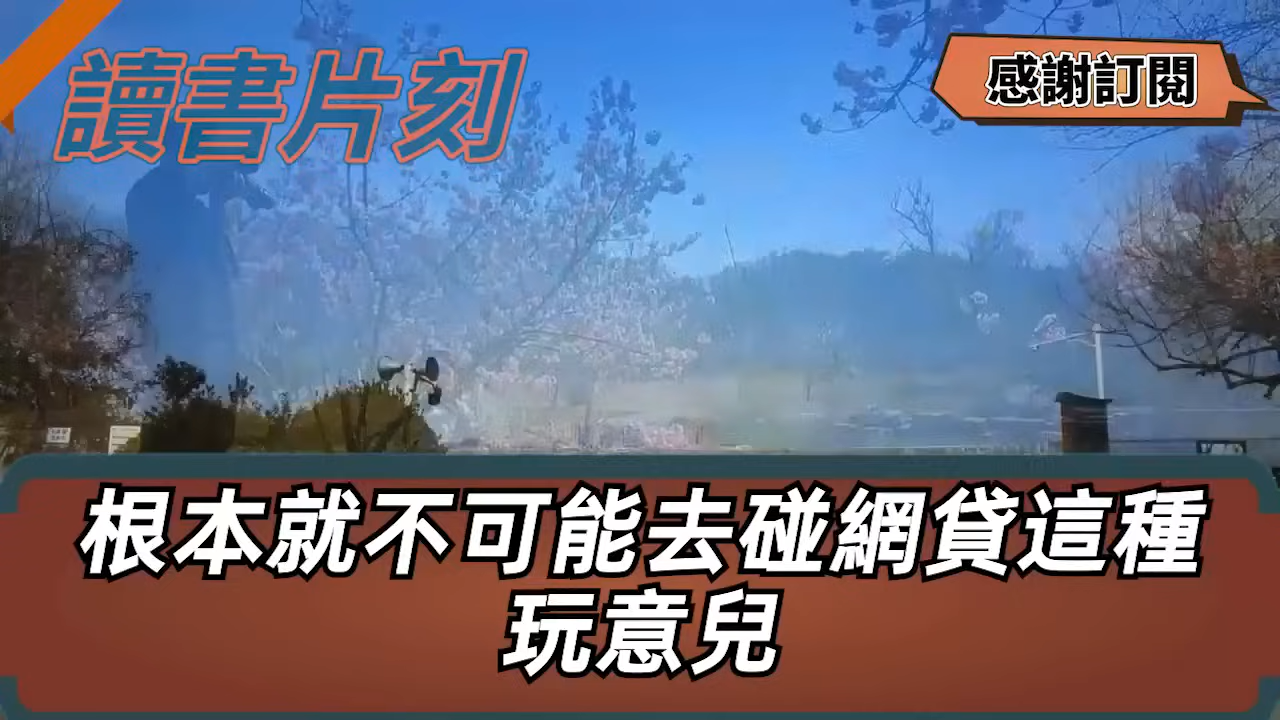 讀書片刻
感謝訂閱
根本就不可能去碰網貸這種
玩意兒